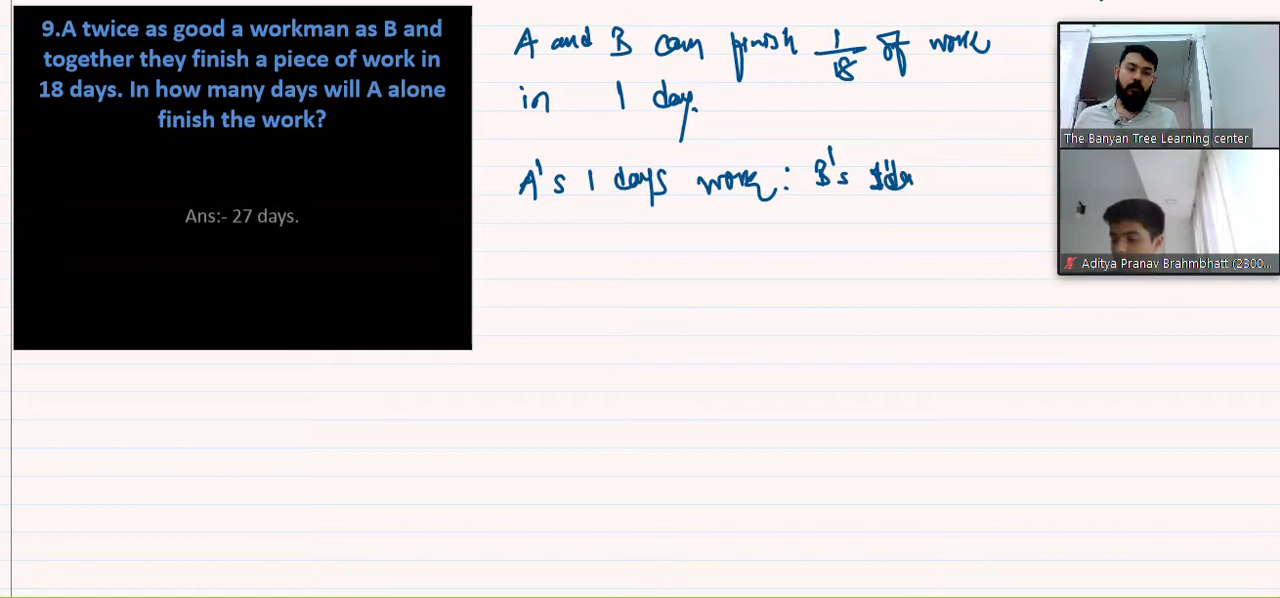 9.A twice as good a workman as B and
together they finish a piece of work in
18 days. In how many days will A alone
finish the work?
Ans:- 27 days.
A and B can finish 1/18 of work
in 1 day.
A's 1 days work: B's
The Banyan Tree Learning center
Aditya Pranav Brahmbhatt (2300...